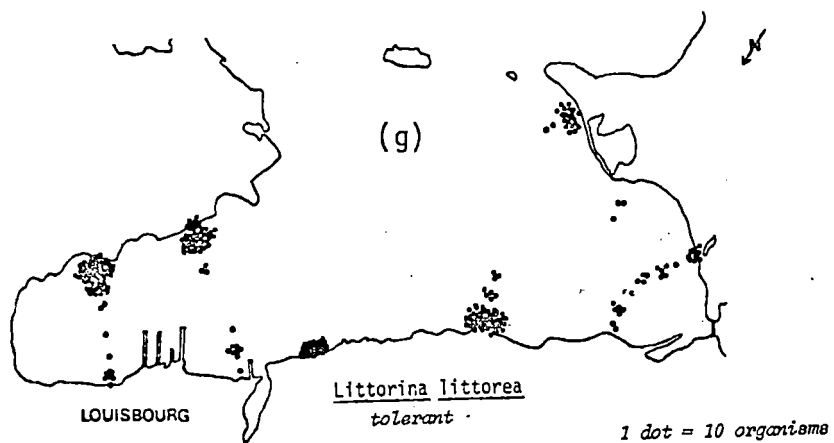 N
(g)
Littorina littorea
LOUISBOURG
tolerant
1 dot = 10 organisms